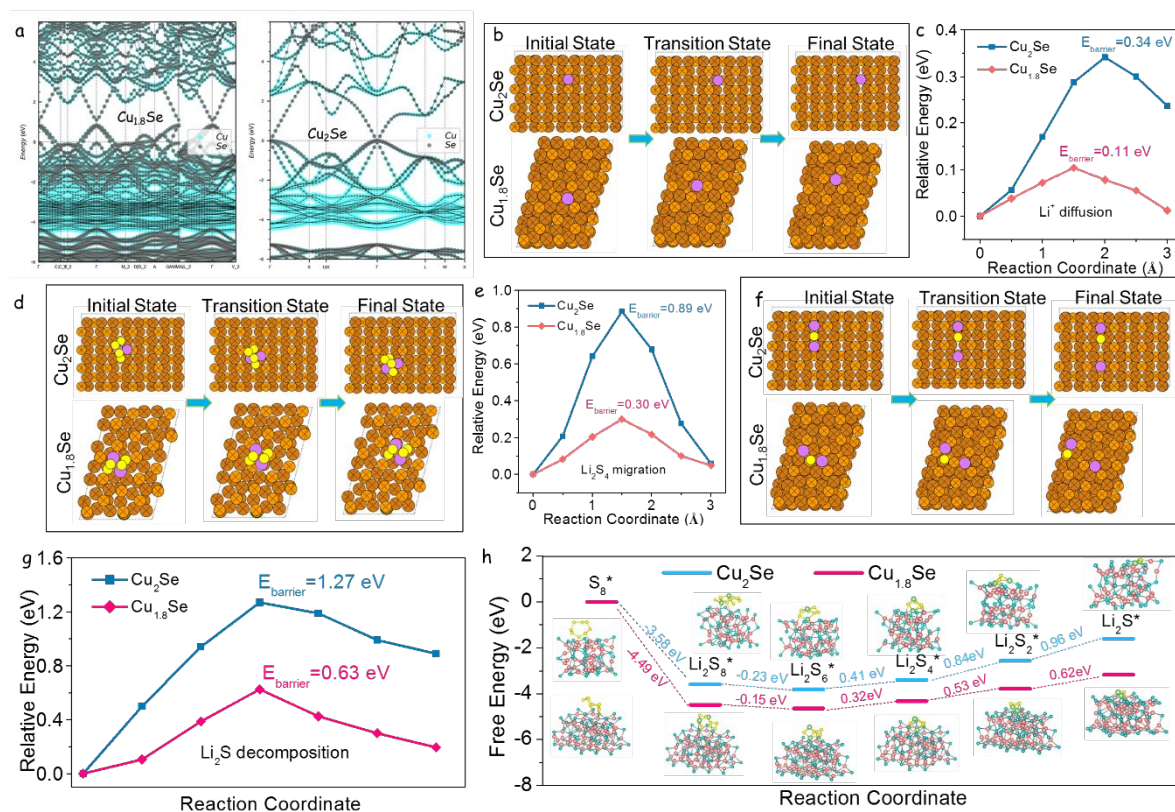 a
Energy (eV)
Cu1.8Se
Cu
Se
Energy (eV)
Cu2Se
Cu
Se
b
Initial State
Transition State
Final State
Cu2Se
Cu1.8Se
c
Relative Energy (eV)
0.4
0.3
0.2
0.1
0.0
Cu2Se
Cu1.8Se
Ebarrier=0.34 eV
Ebarrier=0.11 eV
Li+ diffusion
0 1 2 3
Reaction Coordinate (Å)
d
Initial State
Transition State
Final State
Cu2Se
Cu1.8Se
e
Relative Energy (eV)
1.0
0.8
0.6
0.4
0.2
0.0
Cu2Se
Cu1.8Se
Ebarrier=0.89 eV
Ebarrier=0.30 eV
Li2S4 migration
0 1 2 3
Reaction Coordinate (Å)
f
Initial State
Transition State
Final State
Cu2Se
Cu1.8Se
g
Relative Energy (eV)
1.6
1.2
0.8
0.4
0.0
Cu2Se
Cu1.8Se
Ebarrier=1.27 eV
Ebarrier=0.63 eV
Li2S decomposition
Reaction Coordinate
h
Free Energy (eV)
2
0
-2
-4
-6
-8
Cu2Se
Cu1.8Se
S8*
Li2S8*
Li2S6*
Li2S4*
Li2S2*
Li2S*
-3.58 eV
-0.23 eV
0.41 eV
0.84eV
0.96 eV
-4.49eV
-0.15 eV
0.32eV
0.53 eV
0.62eV
Reaction Coordinate